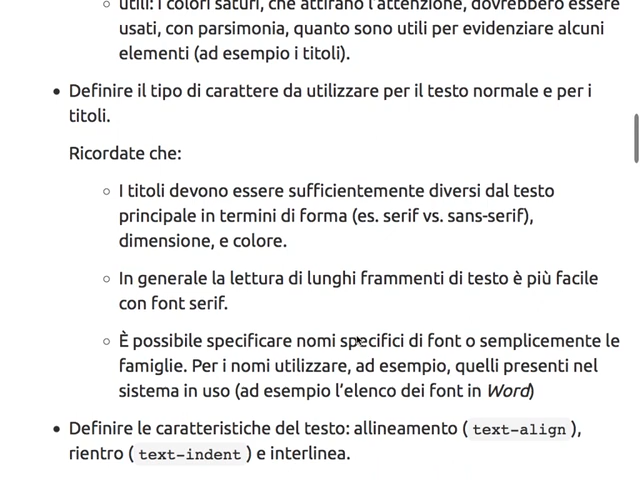 utili: i colori saturi, che attirano l'attenzione, dovrebbero essere
usati, con parsimonia, quanto sono utili per evidenziare alcuni
elementi (ad esempio i titoli).
Definire il tipo di carattere da utilizzare per il testo normale e per i
titoli.
Ricordate che:
I titoli devono essere sufficientemente diversi dal testo
principale in termini di forma (es. serif vs. sans-serif),
dimensione, e colore.
In generale la lettura di lunghi frammenti di testo è più facile
con font serif.
È possibile specificare nomi specifici di font o semplicemente le
famiglie. Per i nomi utilizzare, ad esempio, quelli presenti nel
sistema in uso (ad esempio l'elenco dei font in Word)
Definire le caratteristiche del testo: allineamento (text-align),
rientro (text-indent) e interlinea.